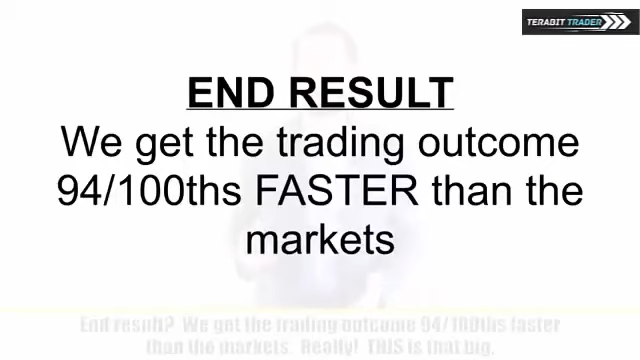 TERABIT TRADER
END RESULT
We get the trading outcome
94/100ths FASTER than the
markets
End result? We get the trading outcome 94/100ths faster
than the markets. Really! THIS is that big.